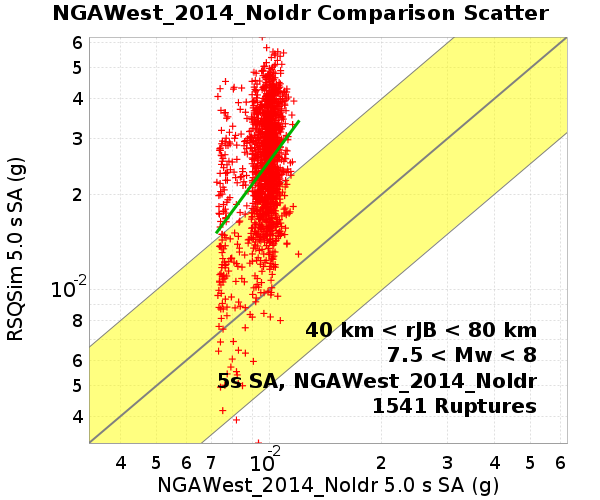 NGAWest_2014_NoIdr Comparison Scatter
6
5
4
3
2
10-2
8
6
5
4
RSQSim 5.0 s SA (g)
40 km < rJB < 80 km
7.5 < Mw < 8
5s SA, NGAWest_2014_NoIdr
1541 Ruptures
4 5 6 7 10-2 2 3 4 5 6
NGAWest_2014_NoIdr 5.0 s SA (g)